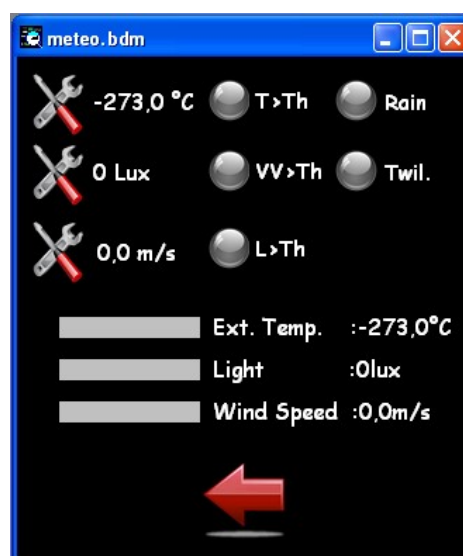 meteo.bdm
-273,0 °C T>Th Rain
0 Lux VV>Th Twil.
0,0 m/s L>Th
Ext. Temp. :-273,0°C
Light :0lux
Wind Speed :0,0m/s